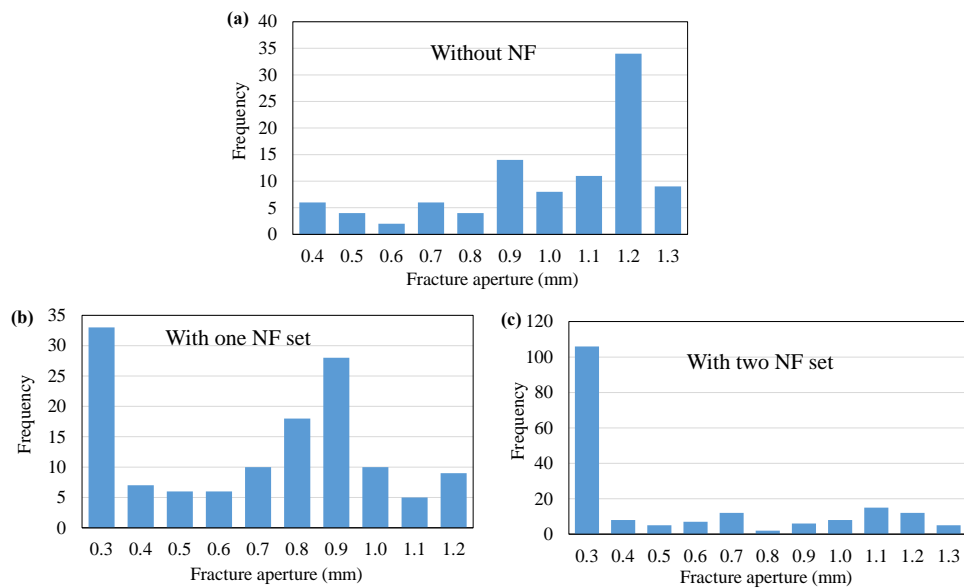 (a)
Without NF
Frequency
40
35
30
25
20
15
10
5
0
0.4 0.5 0.6 0.7 0.8 0.9 1.0 1.1 1.2 1.3
Fracture aperture (mm)
(b)
With one NF set
Frequency
35
30
25
20
15
10
5
0
0.3 0.4 0.5 0.6 0.7 0.8 0.9 1.0 1.1 1.2
Fracture aperture (mm)
(c)
With two NF set
Frequency
120
100
80
60
40
20
0
0.3 0.4 0.5 0.6 0.7 0.8 0.9 1.0 1.1 1.2 1.3
Fracture aperture (mm)